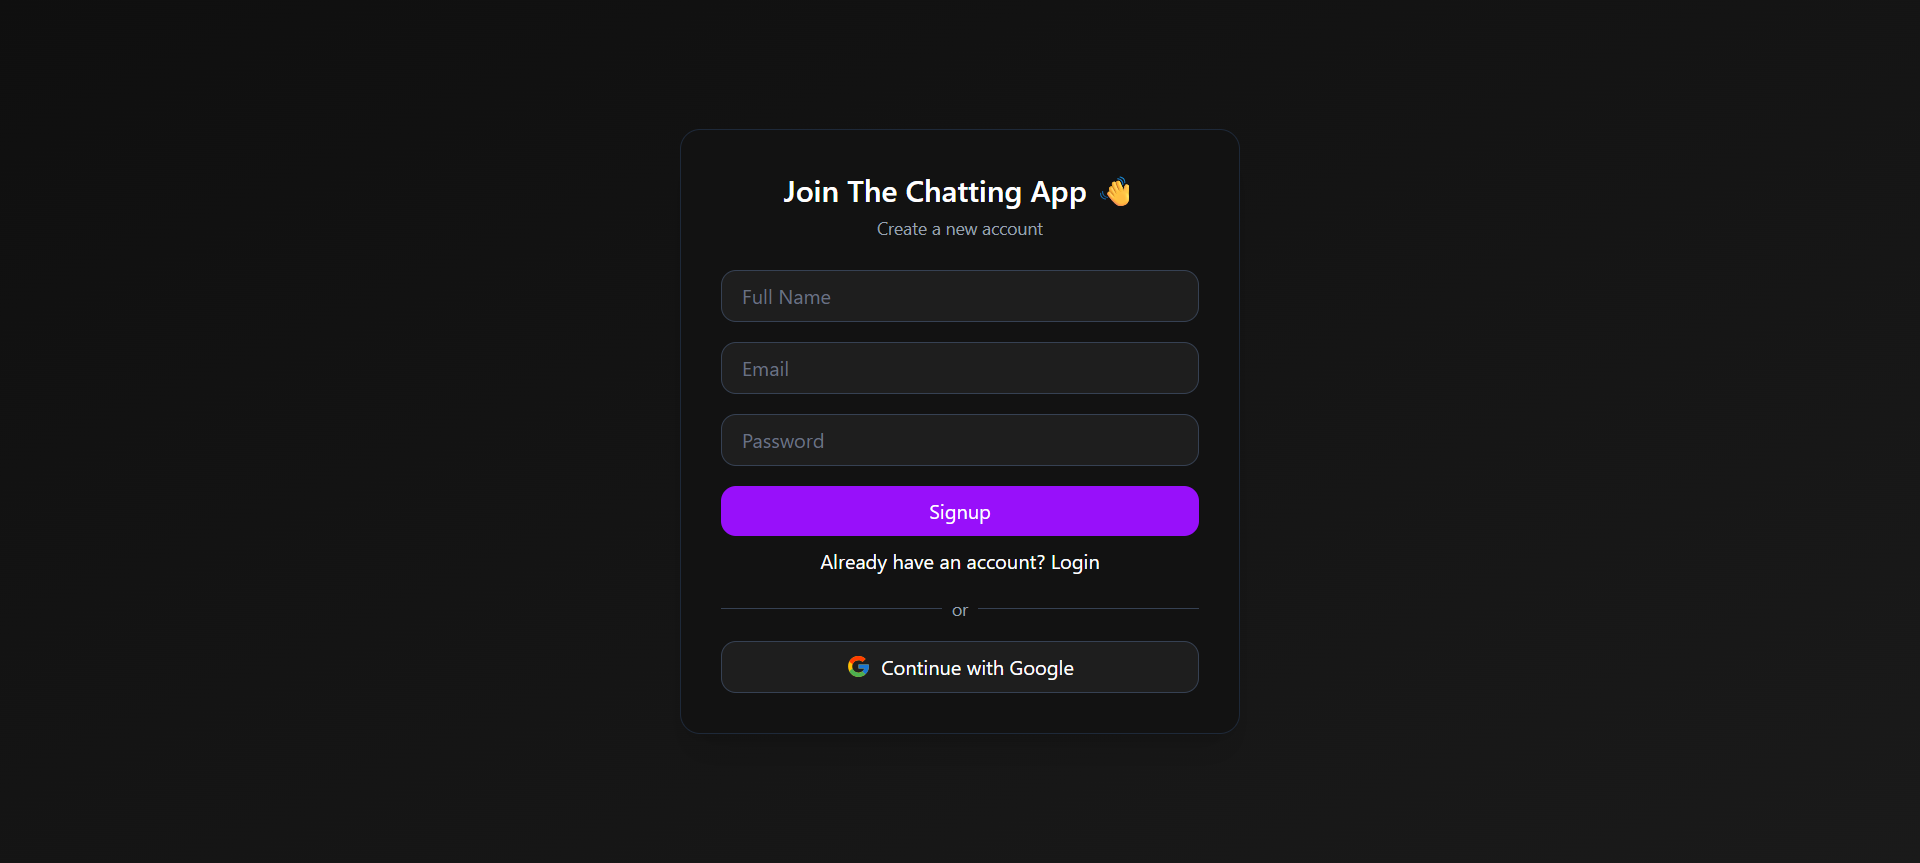 Join The Chatting App 👋
Create a new account
Full Name
Email
Password
Signup
Already have an account? Login
or
Continue with Google